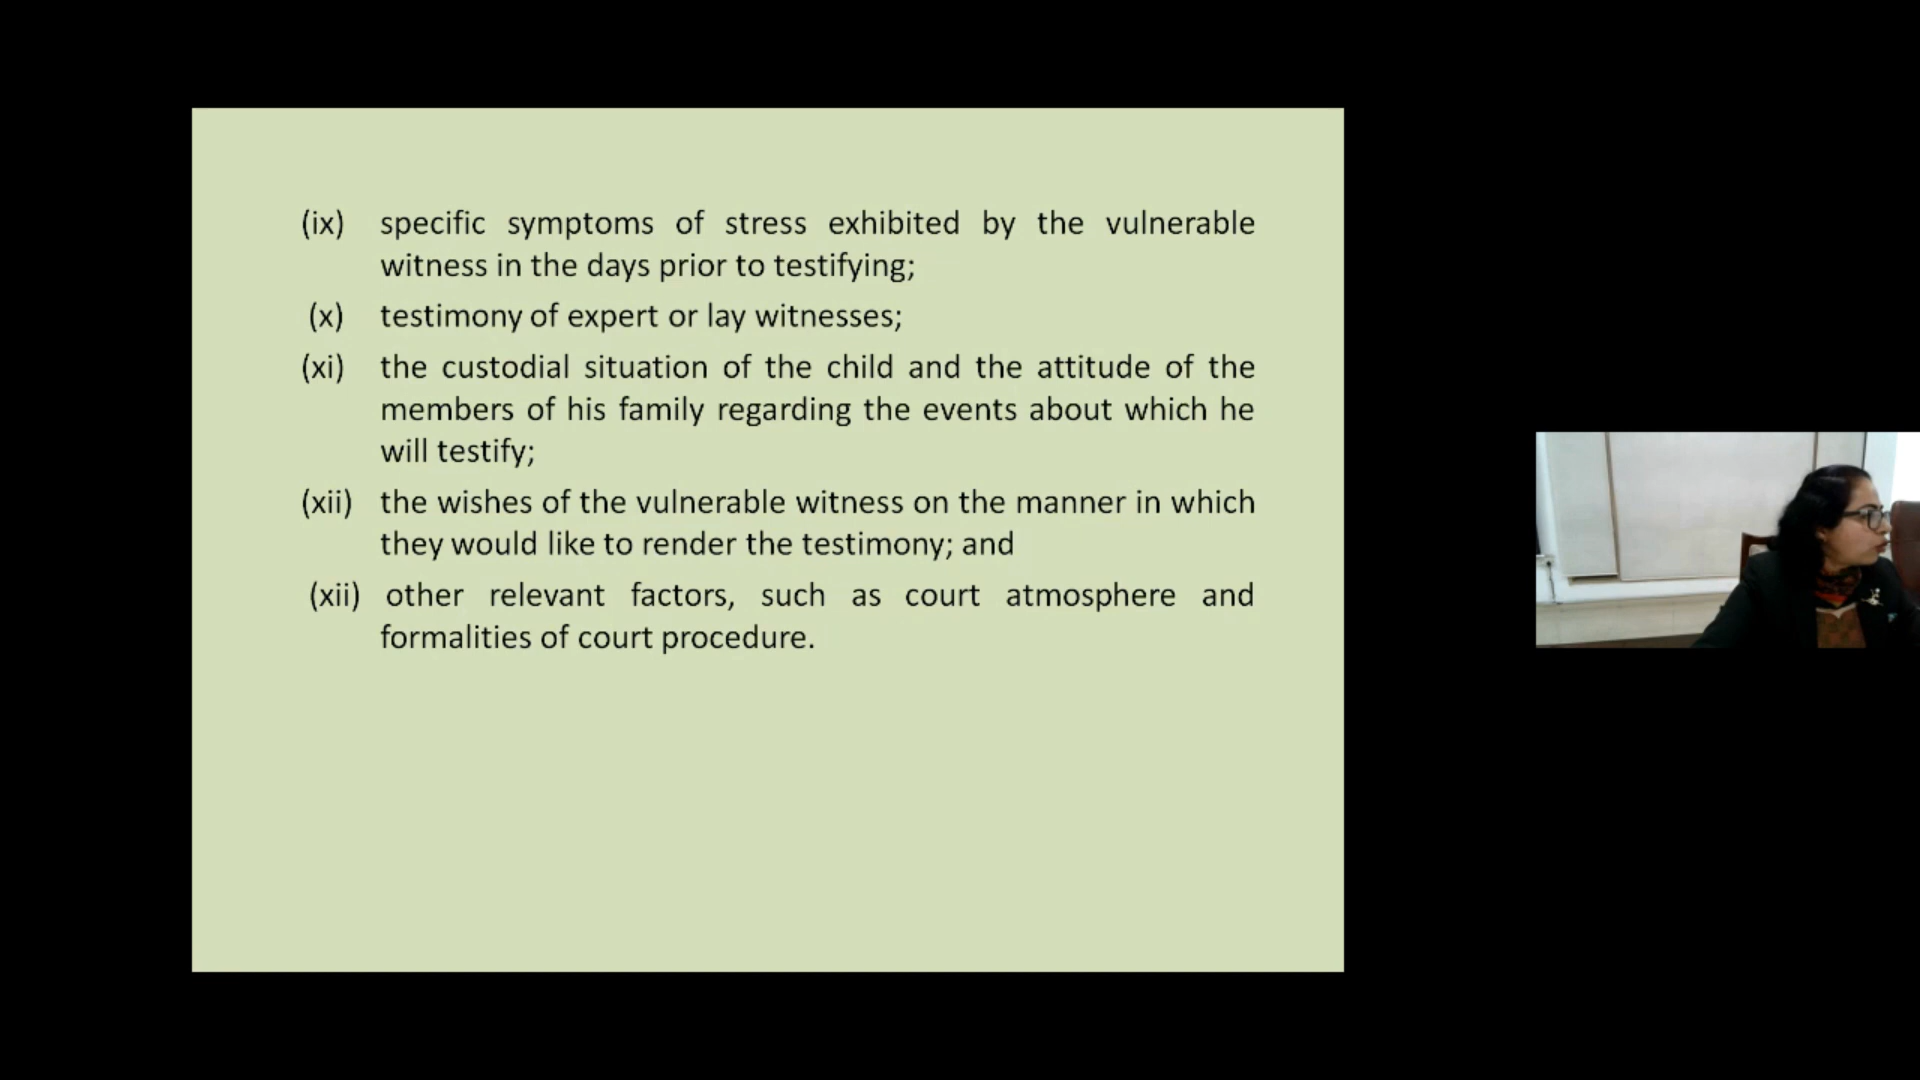 (ix) specific symptoms of stress exhibited by the vulnerable
witness in the days prior to testifying;
(x) testimony of expert or lay witnesses;
(xi) the custodial situation of the child and the attitude of the
members of his family regarding the events about which he
will testify;
(xii) the wishes of the vulnerable witness on the manner in which
they would like to render the testimony; and
(xii) other relevant factors, such as court atmosphere and
formalities of court procedure.